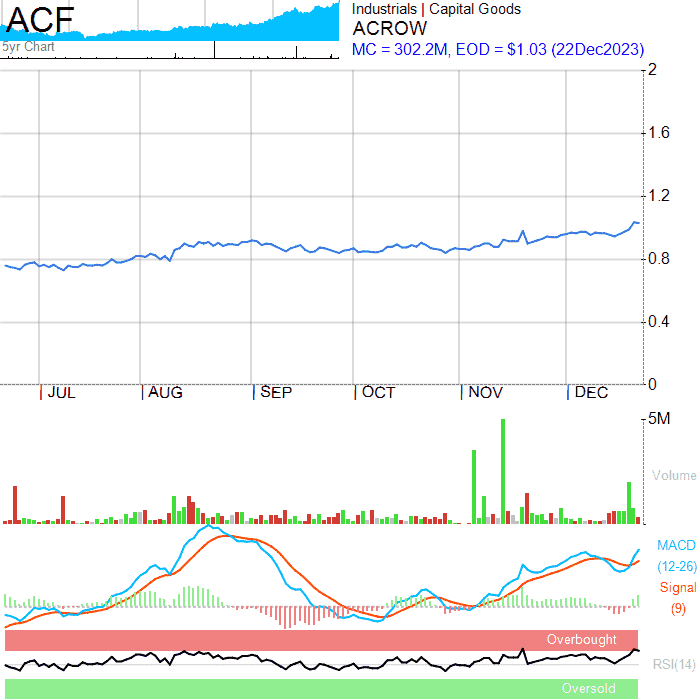 ACF
5yr Chart
Industrials | Capital Goods
ACROW
MC = 302.2M, EOD = $1.03 (22Dec2023)
2
1.6
1.2
0.8
0.4
0
JUL AUG SEP OCT NOV DEC
5M
Volume
MACD
(12-26)
Signal
(9)
Overbought
RSI(14)
Oversold